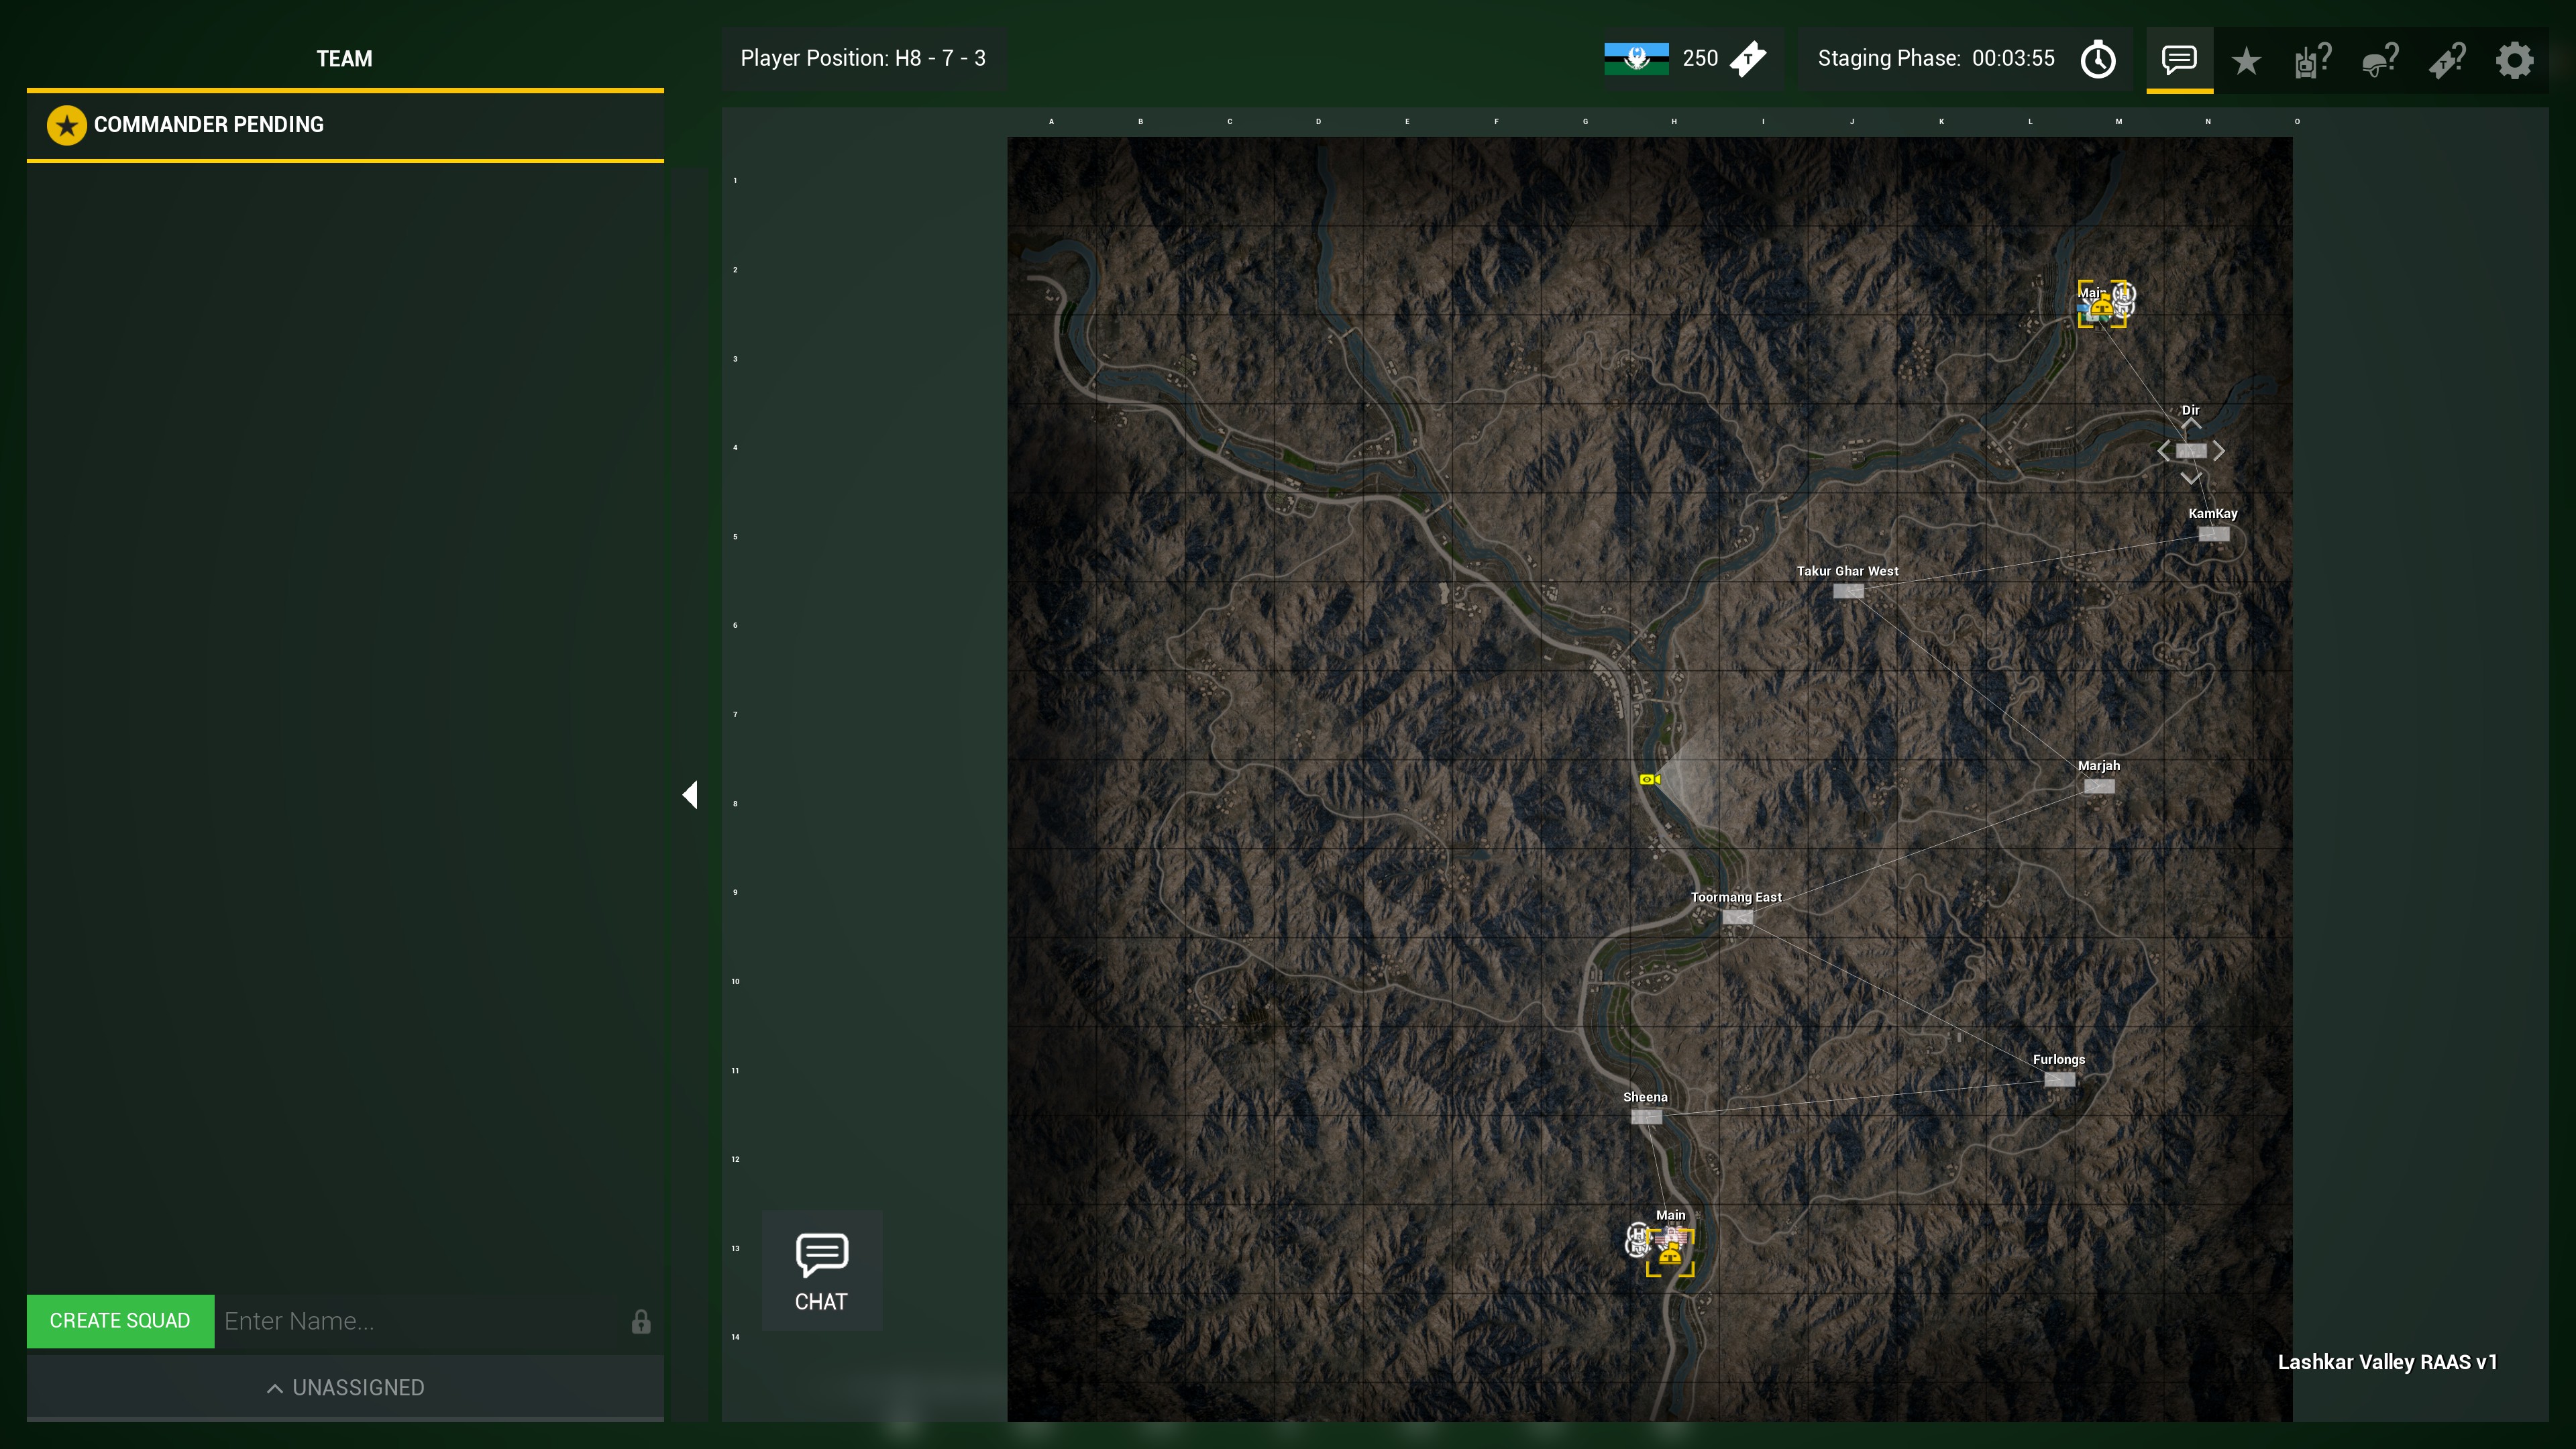 TEAM
Player Position: H8 - 7 - 3
250
T
Staging Phase: 00:03:55
COMMANDER PENDING
A B C D E F G H I J K L M N O
1
2
Main
3
Dir
4
KamKay
5
Takur Ghar West
6
7
Marjah
8
9
Toormang East
10
Furlongs
11
Sheena
12
Main
H
13
CHAT
CREATE SQUAD
Enter Name...
14
Lashkar Valley RAAS v1
UNASSIGNED